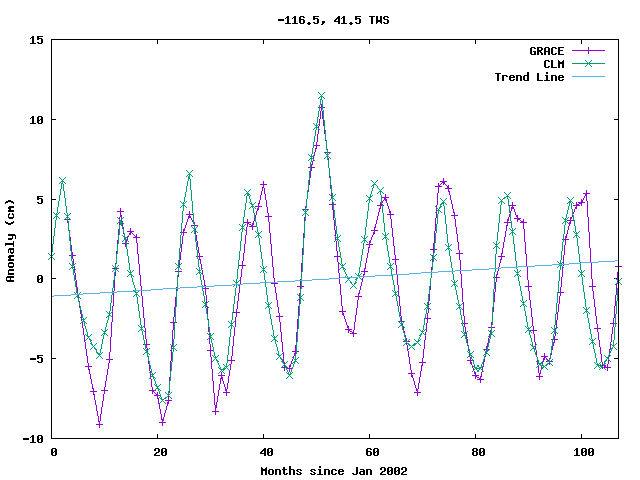 -116.5, 41.5 TWS
15
GRACE
CLM
Trend Line
10
5
0
-5
-10
Anomaly (cm)
0 20 40 60 80 100
Months since Jan 2002